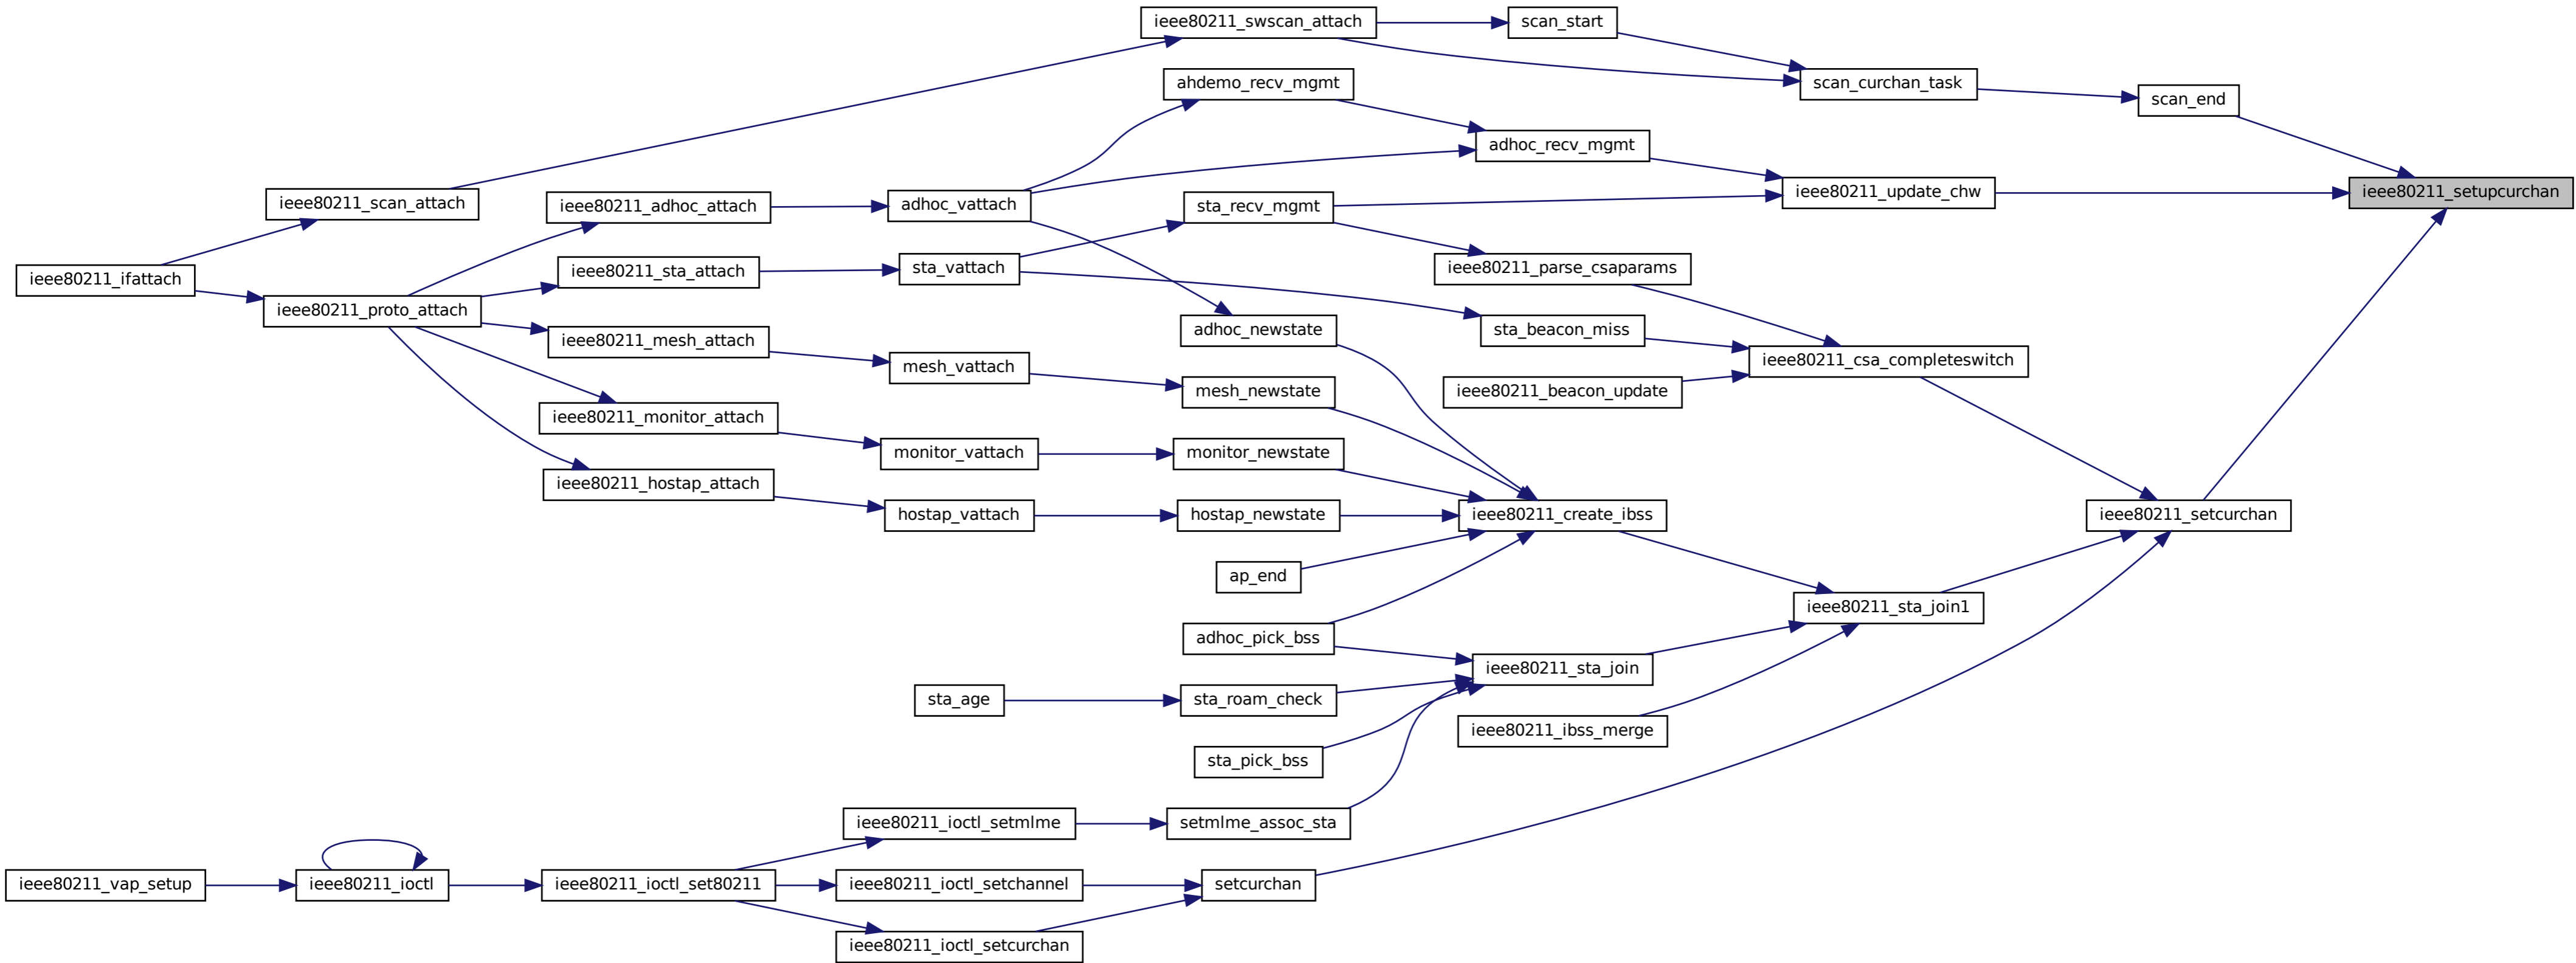 ieee80211_swscan_attach
scan_start
ahdemo_recv_mgmt
scan_curchan_task
scan_end
adhoc_recv_mgmt
ieee80211_scan_attach
ieee80211_adhoc_attach
adhoc_vattach
sta_recv_mgmt
ieee80211_update_chw
ieee80211_setupcurchan
ieee80211_ifattach
ieee80211_sta_attach
sta_vattach
ieee80211_parse_csaparams
ieee80211_proto_attach
adhoc_newstate
sta_beacon_miss
ieee80211_mesh_attach
mesh_vattach
ieee80211_csa_completeswitch
mesh_newstate
ieee80211_beacon_update
ieee80211_monitor_attach
monitor_vattach
monitor_newstate
ieee80211_hostap_attach
hostap_vattach
hostap_newstate
ieee80211_create_ibss
ieee80211_setcurchan
ap_end
ieee80211_sta_join1
adhoc_pick_bss
ieee80211_sta_join
sta_age
sta_roam_check
ieee80211_ibss_merge
sta_pick_bss
ieee80211_ioctl_setmlme
setmlme_assoc_sta
ieee80211_vap_setup
ieee80211_ioctl
ieee80211_ioctl_set80211
ieee80211_ioctl_setchannel
setcurchan
ieee80211_ioctl_setcurchan